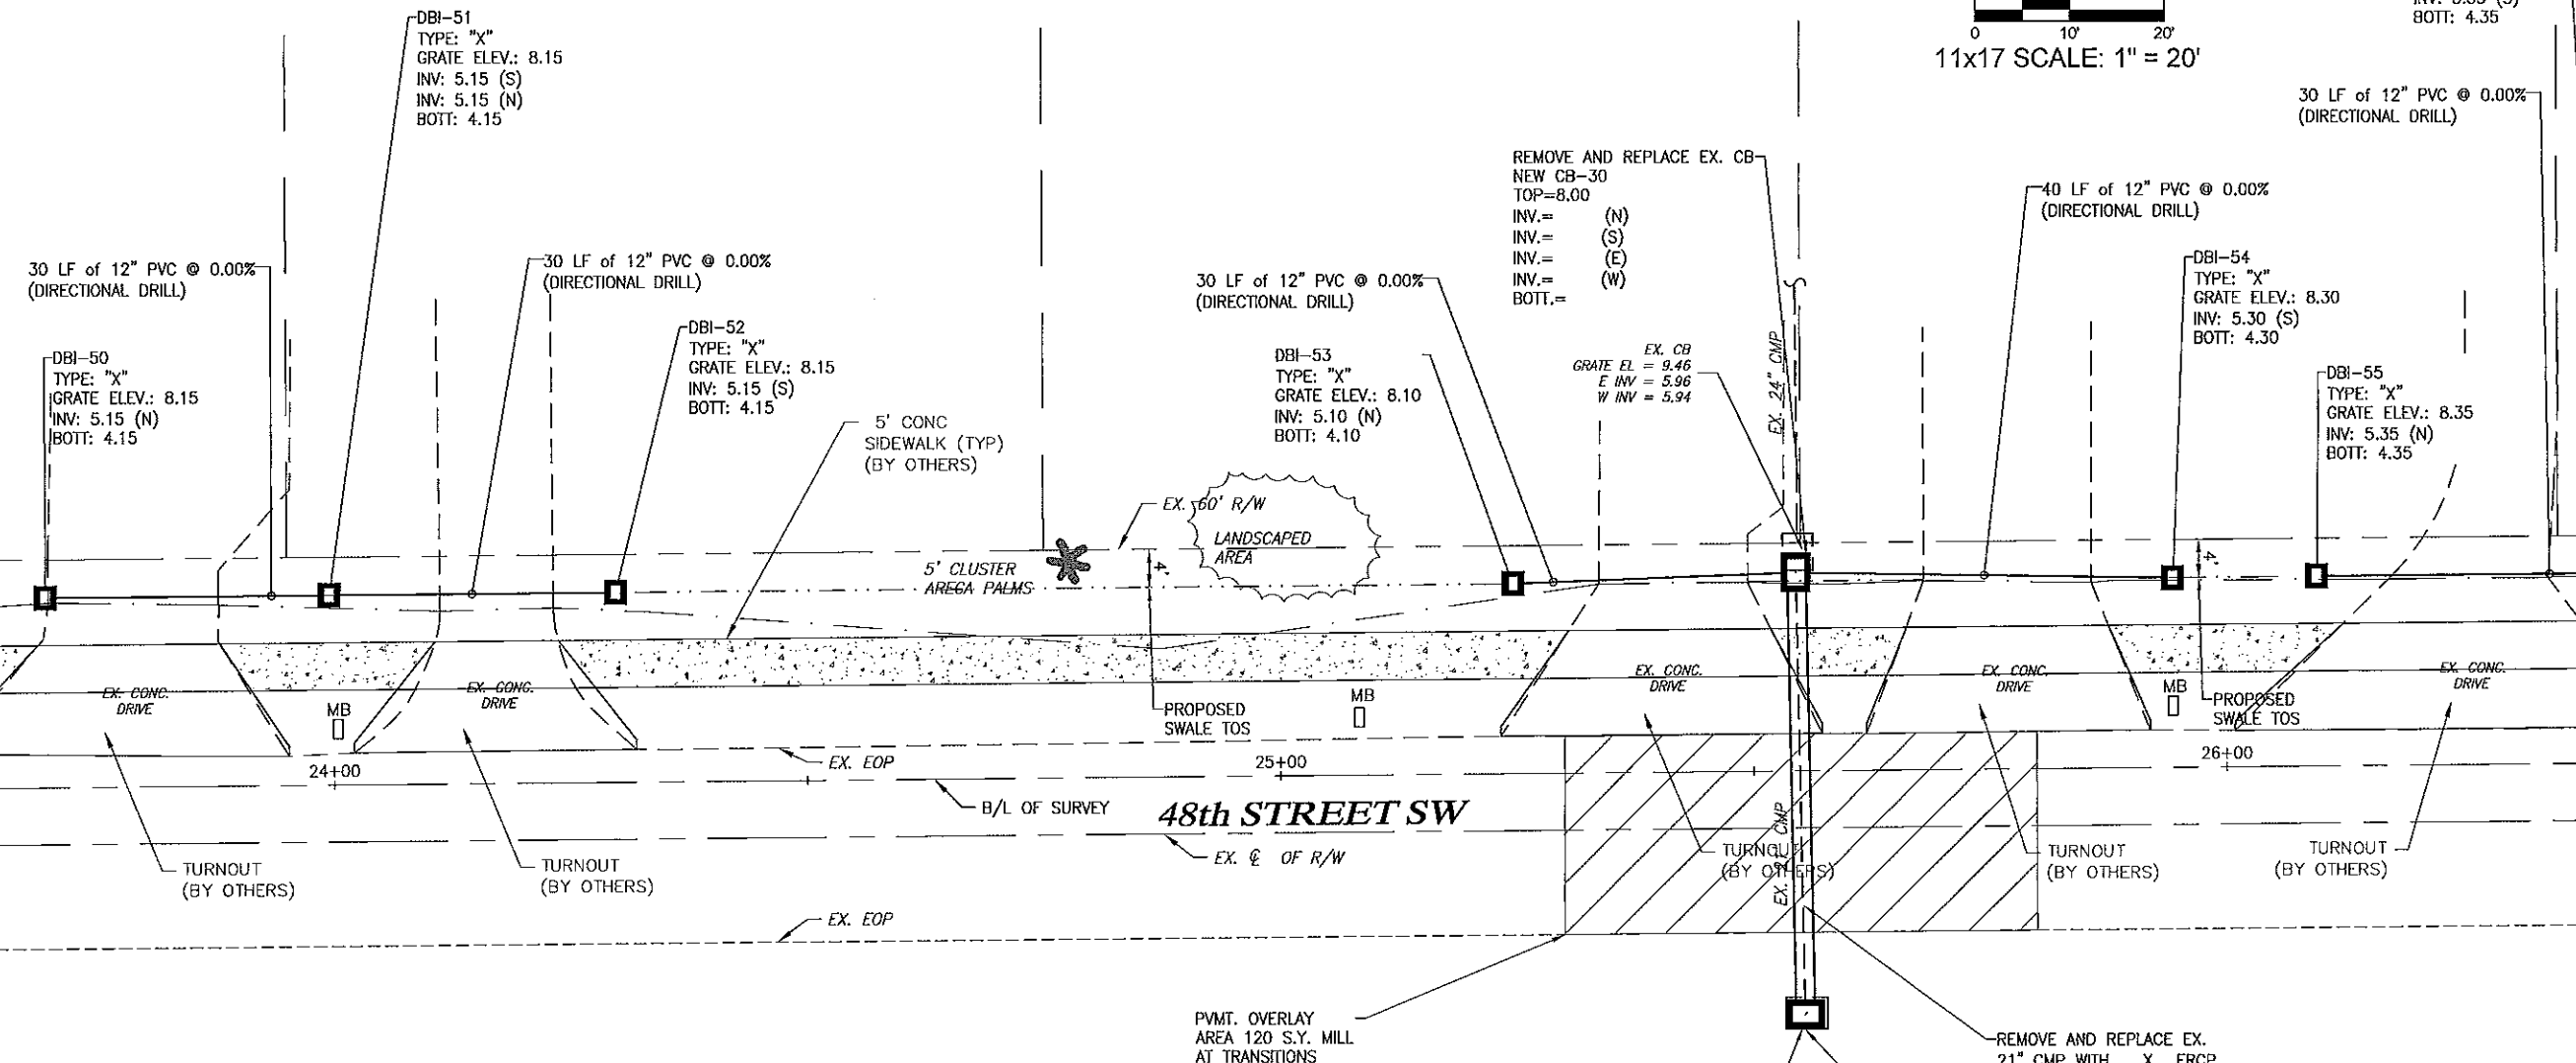 DBI-51
TYPE: "X"
GRATE ELEV.: 8.15
INV: 5.15 (S)
INV: 5.15 (N)
BOTT: 4.15
0 10' 20'
11x17 SCALE: 1" = 20'
BOTT: 4.35
30 LF of 12" PVC @ 0.00%
(DIRECTIONAL DRILL)
REMOVE AND REPLACE EX. CB
NEW CB-30
TOP=8.00
INV.= (N)
INV.= (S)
INV.= (E)
INV.= (W)
BOTT.=
40 LF of 12" PVC @ 0.00%
(DIRECTIONAL DRILL)
30 LF of 12" PVC @ 0.00%
(DIRECTIONAL DRILL)
30 LF of 12" PVC @ 0.00%
(DIRECTIONAL DRILL)
30 LF of 12" PVC @ 0.00%
(DIRECTIONAL DRILL)
DBI-54
TYPE: "X"
GRATE ELEV.: 8.30
INV: 5.30 (S)
BOTT: 4.30
DBI-50
TYPE: "X"
GRATE ELEV.: 8.15
INV: 5.15 (N)
BOTT: 4.15
DBI-52
TYPE: "X"
GRATE ELEV.: 8.15
INV: 5.15 (S)
BOTT: 4.15
DBI-53
TYPE: "X"
GRATE ELEV.: 8.10
INV: 5.10 (N)
BOTT: 4.10
EX. CB
GRATE EL = 9.46
E INV = 5.96
W INV = 5.94
EX. 24" CMP
DBI-55
TYPE: "X"
GRATE ELEV.: 8.35
INV: 5.35 (N)
BOTT: 4.35
5' CONC
SIDEWALK (TYP)
(BY OTHERS)
EX. 60' R/W
LANDSCAPED
AREA
5' CLUSTER
ARECA PALMS
4'
4'
EX. CONC.
DRIVE
EX. CONC.
DRIVE
EX. CONC.
DRIVE
EX. CONC.
DRIVE
EX. CONC.
DRIVE
MB
MB
MB
PROPOSED
SWALE TOS
PROPOSED
SWALE TOS
24+00
25+00
26+00
EX. EOP
B/L OF SURVEY
48th STREET SW
EX. ℄ OF R/W
EX. 21" CMP
TURNOUT
(BY OTHERS)
TURNOUT
(BY OTHERS)
TURNOUT
(BY OTHERS)
TURNOUT
(BY OTHERS)
TURNOUT
(BY OTHERS)
EX. EOP
PVMT. OVERLAY
AREA 120 S.Y. MILL
AT TRANSITIONS
REMOVE AND REPLACE EX.
21" CMP WITH X ERCP